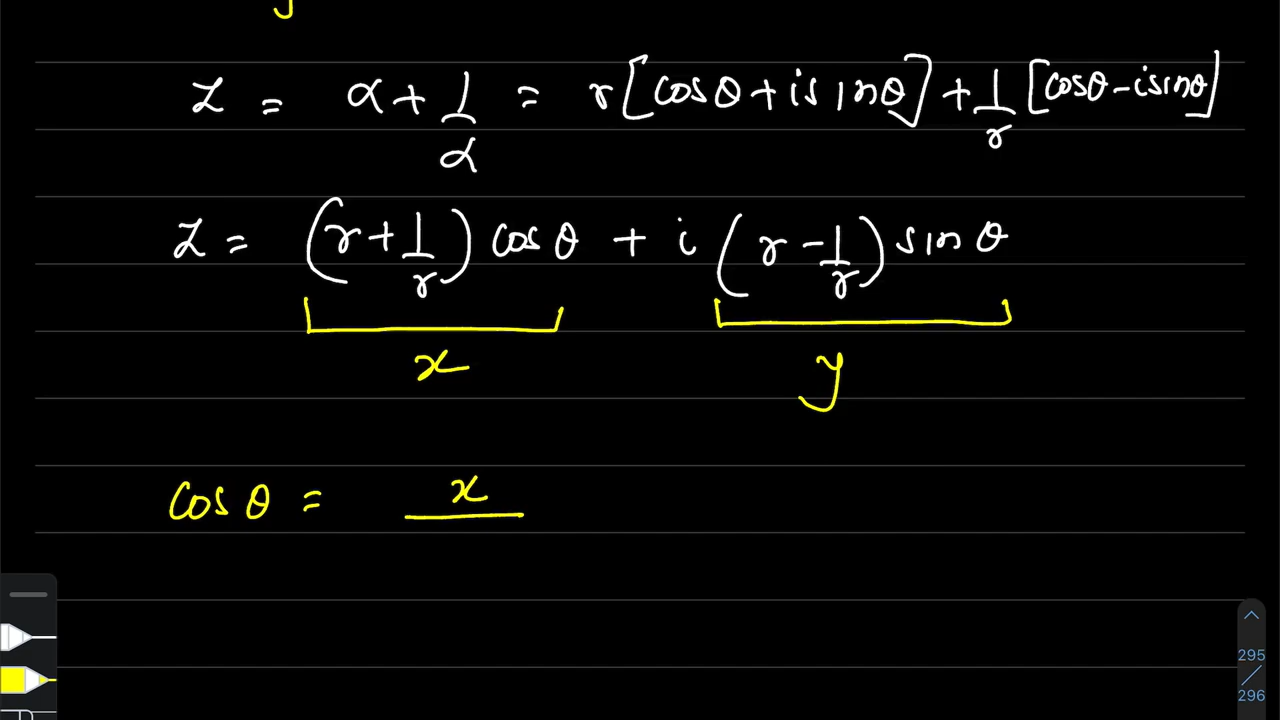 z = α + 1/α = r[cosθ + i sinθ] + 1/r [cosθ - i sinθ]
z = (r + 1/r) cosθ + i (r - 1/r) sinθ
x y
cosθ = x
295
296